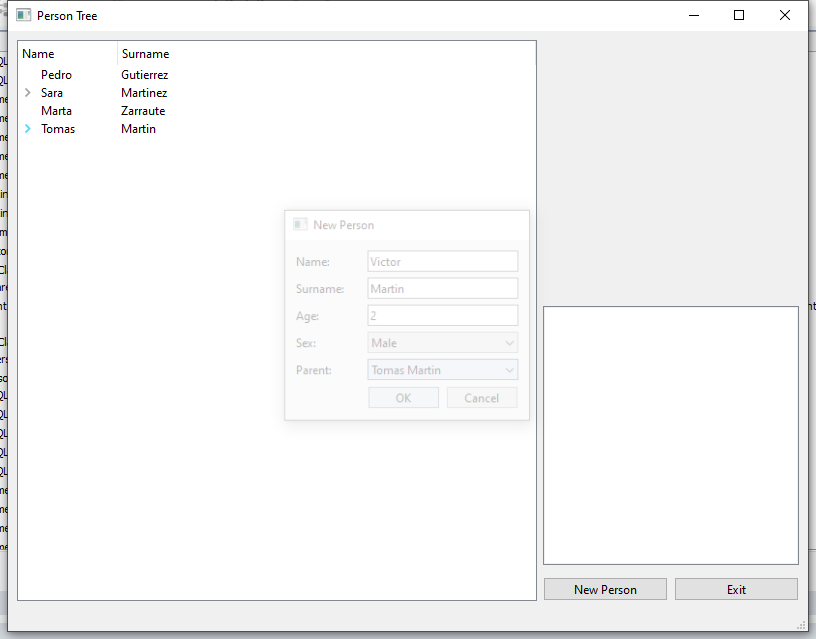 Person Tree
Name Surname
Pedro Gutierrez
Sara Martinez
Marta Zarraute
Tomas Martin
New Person
Name: Victor
Surname: Martin
Age: 2
Sex: Male
Parent: Tomas Martin
OK Cancel
New Person Exit